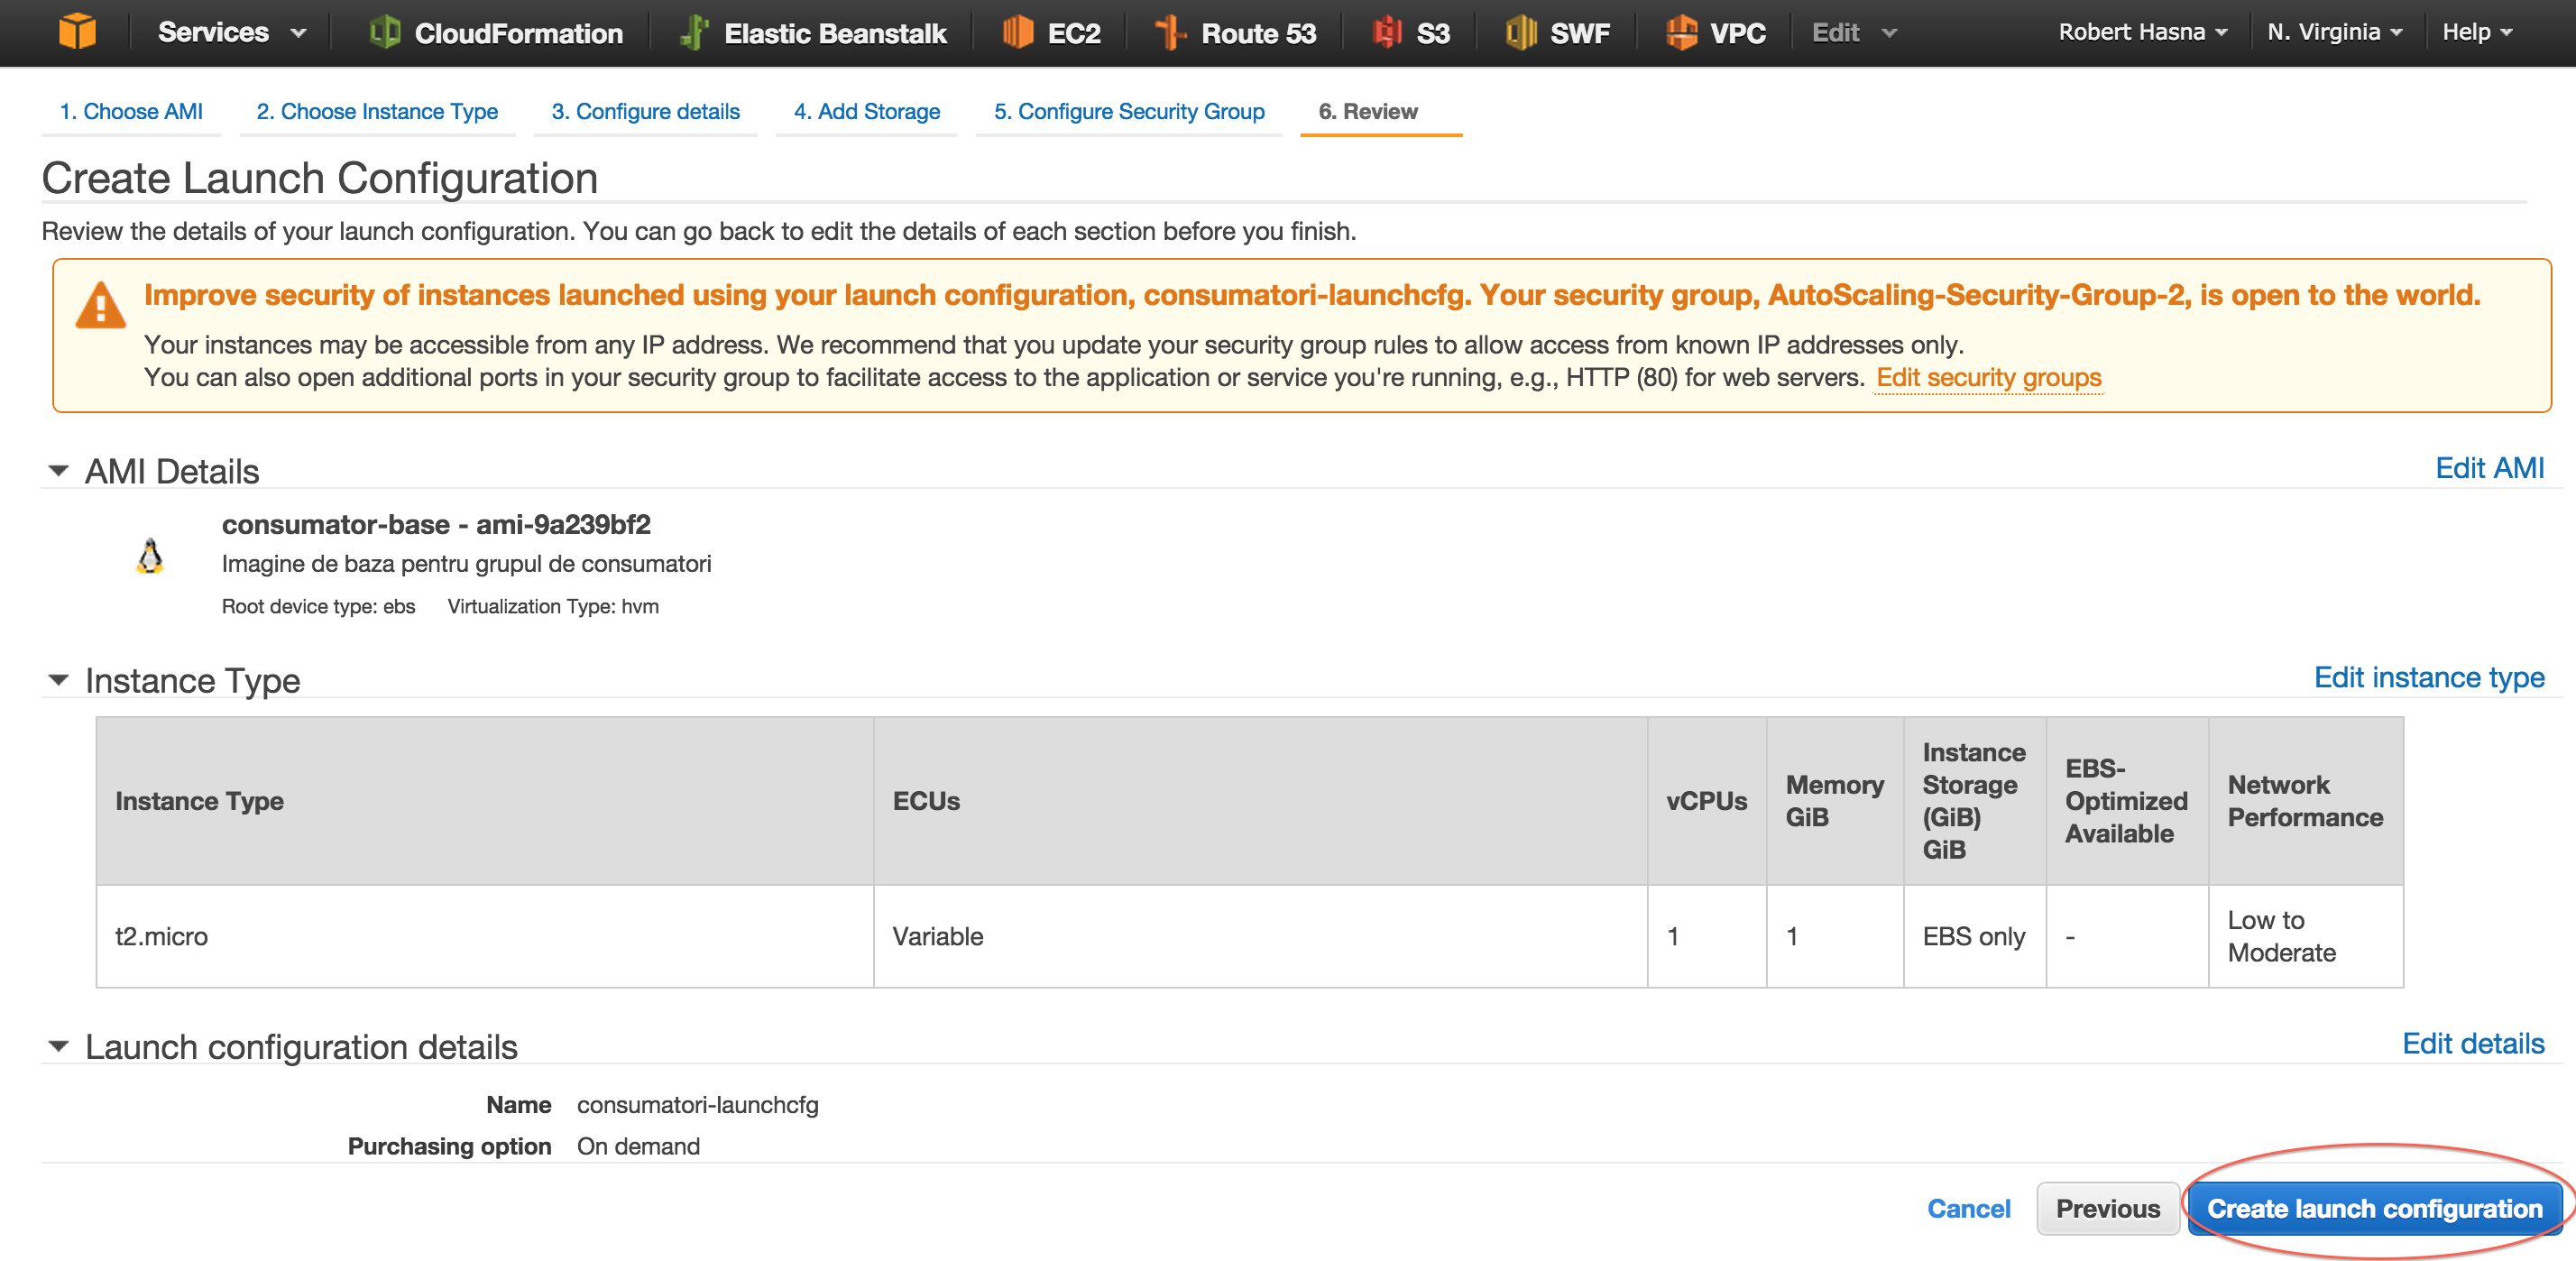 Services CloudFormation Elastic Beanstalk EC2 Route 53 S3 SWF VPC Edit Robert Hasna N. Virginia Help
1. Choose AMI 2. Choose Instance Type 3. Configure details 4. Add Storage 5. Configure Security Group 6. Review
Create Launch Configuration
Review the details of your launch configuration. You can go back to edit the details of each section before you finish.
Improve security of instances launched using your launch configuration, consumatori-launchcfg. Your security group, AutoScaling-Security-Group-2, is open to the world.
Your instances may be accessible from any IP address. We recommend that you update your security group rules to allow access from known IP addresses only.
You can also open additional ports in your security group to facilitate access to the application or service you're running, e.g., HTTP (80) for web servers. Edit security groups
AMI Details Edit AMI
consumator-base - ami-9a239bf2
Imagine de baza pentru grupul de consumatori
Root device type: ebs Virtualization Type: hvm
Instance Type Edit instance type
Instance Type ECUs vCPUs Memory GiB Instance Storage (GiB) GiB EBS-Optimized Available Network Performance
t2.micro Variable 1 1 EBS only - Low to Moderate
Launch configuration details Edit details
Name consumatori-launchcfg
Purchasing option On demand
Cancel Previous Create launch configuration